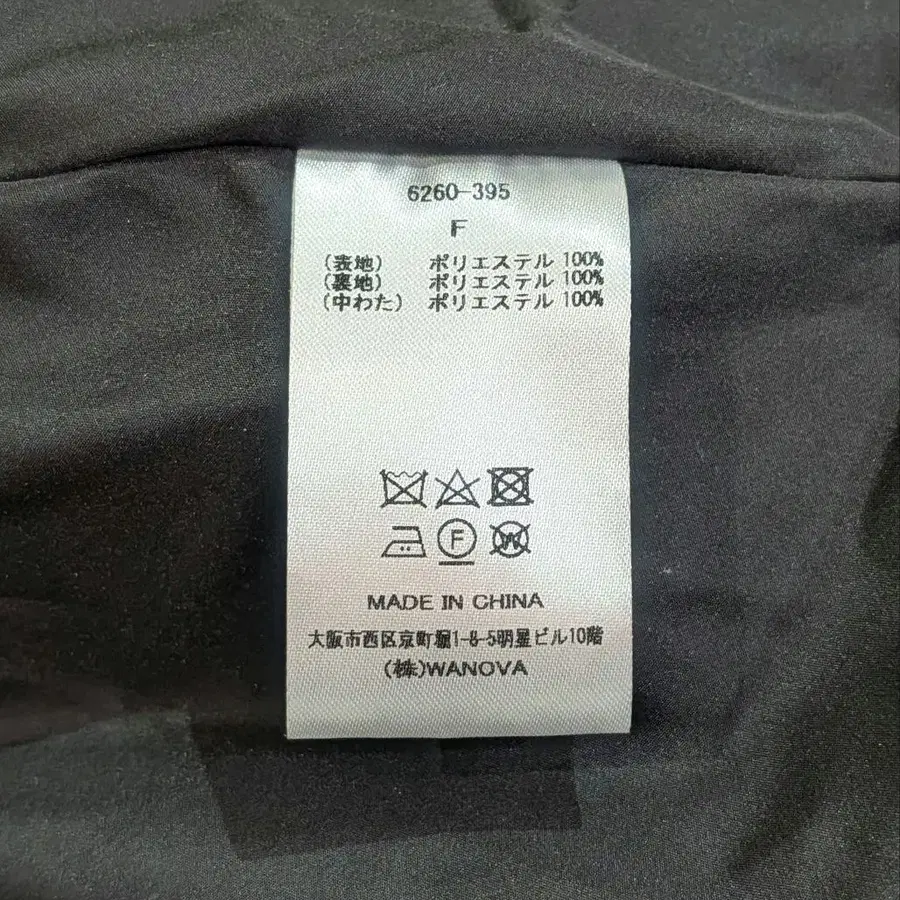 6260-395
F
(表地) ポリエステル 100%
(裏地) ポリエステル 100%
(中わた) ポリエステル 100%
F W
MADE IN CHINA
大阪市西区京町堀1-8-5明星ビル10階
(株)WANOVA